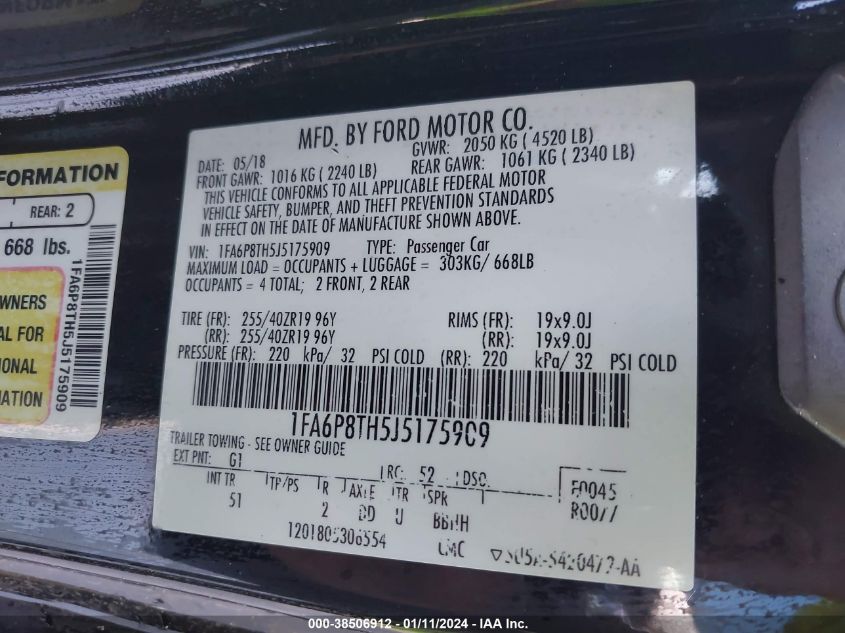 FORMATION
REAR: 2
668 lbs.
OWNERS
AL FOR
IONAL
MATION
1FA6P8TH5J5175909
MFD. BY FORD MOTOR CO.
DATE: 05/18 GVWR: 2050 KG ( 4520 LB)
FRONT GAWR: 1016 KG ( 2240 LB) REAR GAWR: 1061 KG ( 2340 LB)
THIS VEHICLE CONFORMS TO ALL APPLICABLE FEDERAL MOTOR
VEHICLE SAFETY, BUMPER, AND THEFT PREVENTION STANDARDS
IN EFFECT ON THE DATE OF MANUFACTURE SHOWN ABOVE.
VIN: 1FA6P8TH5J5175909 TYPE: Passenger Car
MAXIMUM LOAD = OCCUPANTS + LUGGAGE = 303KG/ 668LB
OCCUPANTS = 4 TOTAL; 2 FRONT, 2 REAR
TIRE (FR): 255/40ZR19 96Y RIMS (FR): 19x9.0J
(RR): 255/40ZR19 96Y (RR): 19x9.0J
PRESSURE (FR): 220 kPa/ 32 PSI COLD (RR): 220 kPa/ 32 PSI COLD
1FA6P8TH5J5175909
TRAILER TOWING - SEE OWNER GUIDE
EXT PNT: G1 RC: 52 DSO:
INT TR TP/PS R AXLE TR SPR
51 2 DD U BBHH
F0045
R0077
LMC
000-38506912 - 01/11/2024 - IAA Inc.